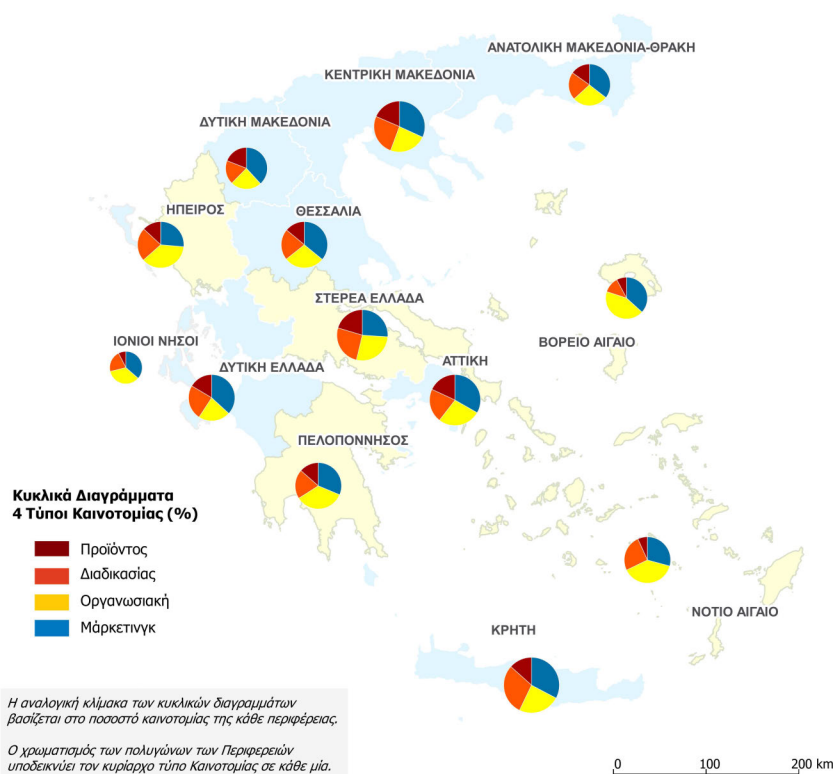 ΑΝΑΤΟΛΙΚΗ ΜΑΚΕΔΟΝΙΑ-ΘΡΑΚΗ
ΚΕΝΤΡΙΚΗ ΜΑΚΕΔΟΝΙΑ
ΔΥΤΙΚΗ ΜΑΚΕΔΟΝΙΑ
ΗΠΕΙΡΟΣ
ΘΕΣΣΑΛΙΑ
ΣΤΕΡΕΑ ΕΛΛΑΔΑ
ΙΟΝΙΟΙ ΝΗΣΟΙ
ΒΟΡΕΙΟ ΑΙΓΑΙΟ
ΔΥΤΙΚΗ ΕΛΛΑΔΑ
ΑΤΤΙΚΗ
ΠΕΛΟΠΟΝΝΗΣΟΣ
Κυκλικά Διαγράμματα
4 Τύποι Καινοτομίας (%)
Προϊόντος
Διαδικασίας
Οργανωσιακή
Μάρκετινγκ
ΝΟΤΙΟ ΑΙΓΑΙΟ
ΚΡΗΤΗ
Η αναλογική κλίμακα των κυκλικών διαγραμμάτων
βασίζεται στο ποσοστό καινοτομίας της κάθε περιφέρειας.
Ο χρωματισμός των πολυγώνων των Περιφερειών
υποδεικνύει τον κυρίαρχο τύπο Καινοτομίας σε κάθε μία.
0 100 200 km